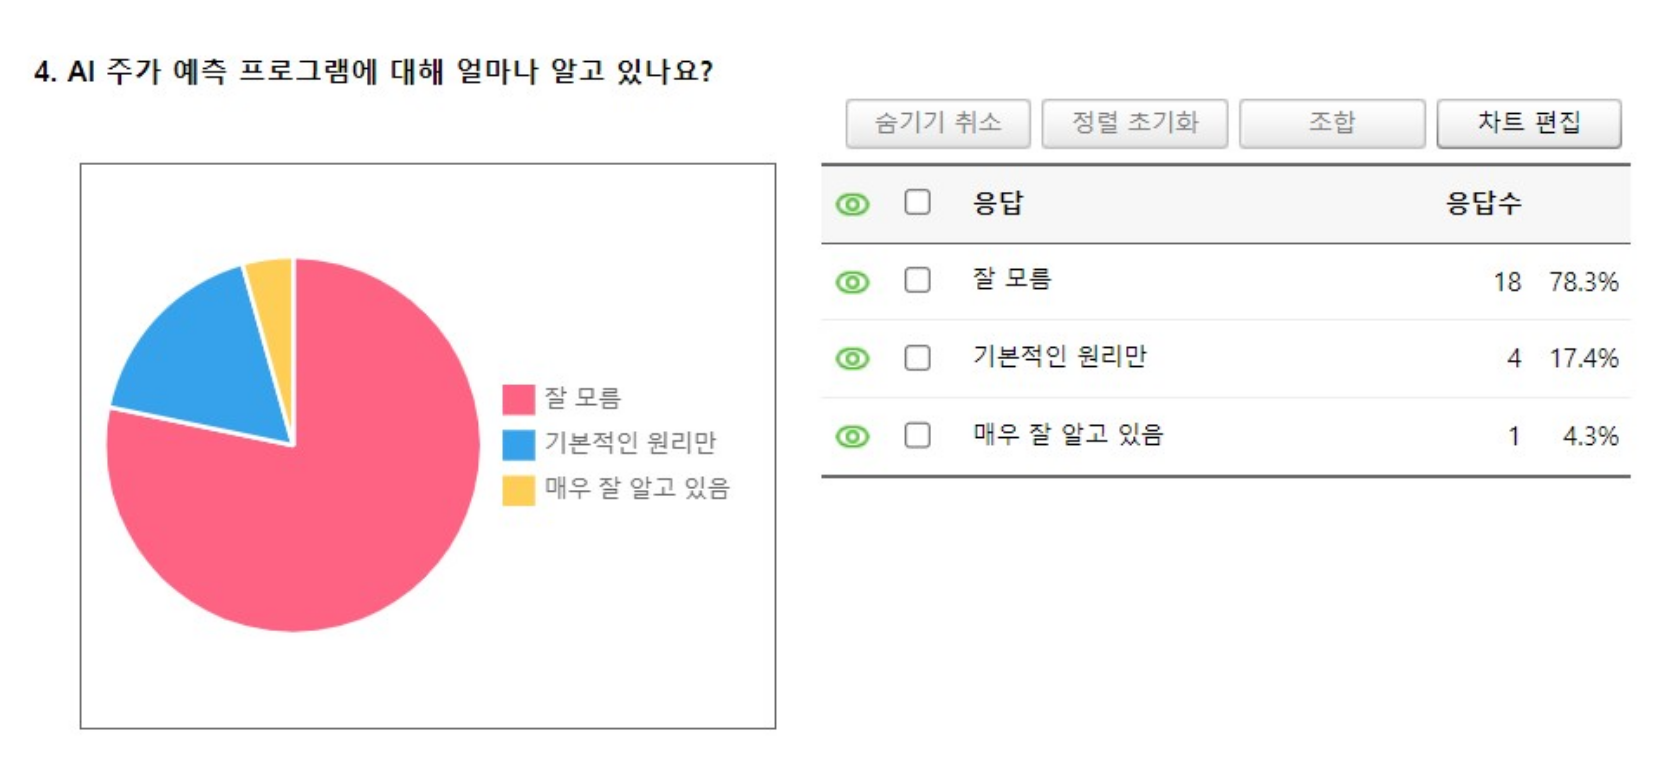 4. AI 주가 예측 프로그램에 대해 얼마나 알고 있나요?
숨기기 취소 정렬 초기화 조합 차트 편집
응답 응답수
잘 모름 18 78.3%
기본적인 원리만 4 17.4%
매우 잘 알고 있음 1 4.3%
잘 모름
기본적인 원리만
매우 잘 알고 있음